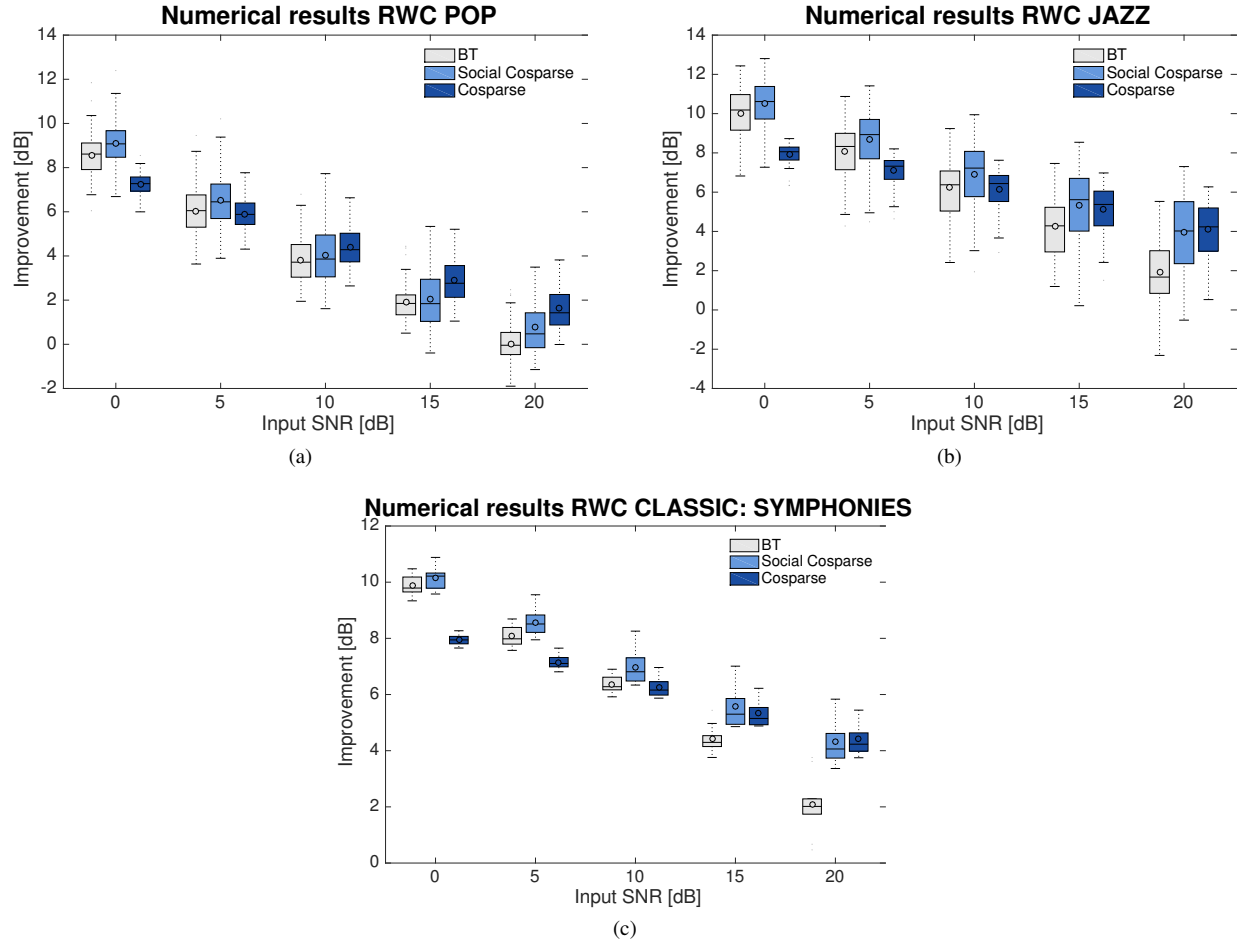 Numerical results RWC POP
14
12
10
8
6
4
2
0
-2
Improvement [dB]
BT
Social Cosparse
Cosparse
0 5 10 15 20
Input SNR [dB]
(a)
Numerical results RWC JAZZ
14
12
10
8
6
4
2
0
-2
-4
Improvement [dB]
BT
Social Cosparse
Cosparse
0 5 10 15 20
Input SNR [dB]
(b)
Numerical results RWC CLASSIC: SYMPHONIES
12
10
8
6
4
2
0
Improvement [dB]
BT
Social Cosparse
Cosparse
0 5 10 15 20
Input SNR [dB]
(c)